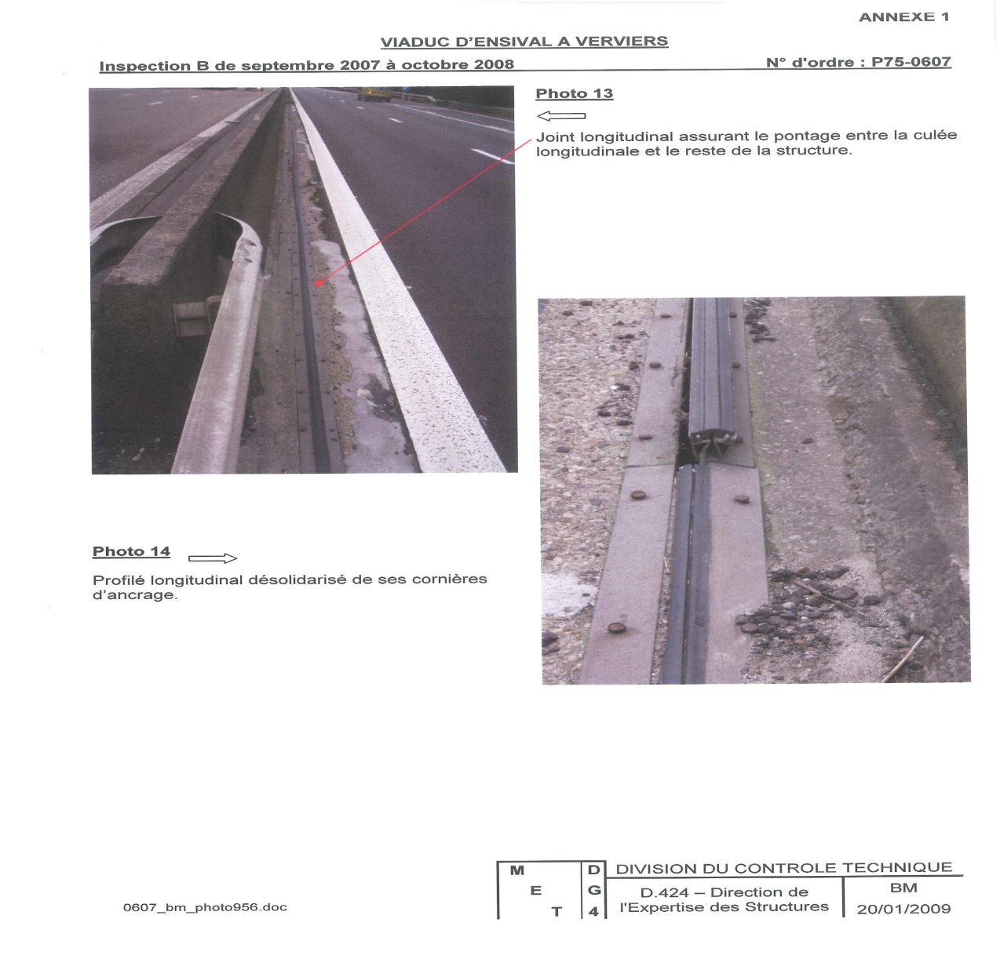 ANNEXE 1
VIADUC D'ENSIVAL A VERVIERS
Inspection B de septembre 2007 à octobre 2008
N° d'ordre : P75-0607
Photo 13
Joint longitudinal assurant le pontage entre la culée
longitudinale et le reste de la structure.
Photo 14
Profilé longitudinal désolidarisé de ses cornières
d'ancrage.
0607_bm_photo956.doc
M E T
D G 4
DIVISION DU CONTROLE TECHNIQUE
D.424 – Direction de
l'Expertise des Structures
BM
20/01/2009